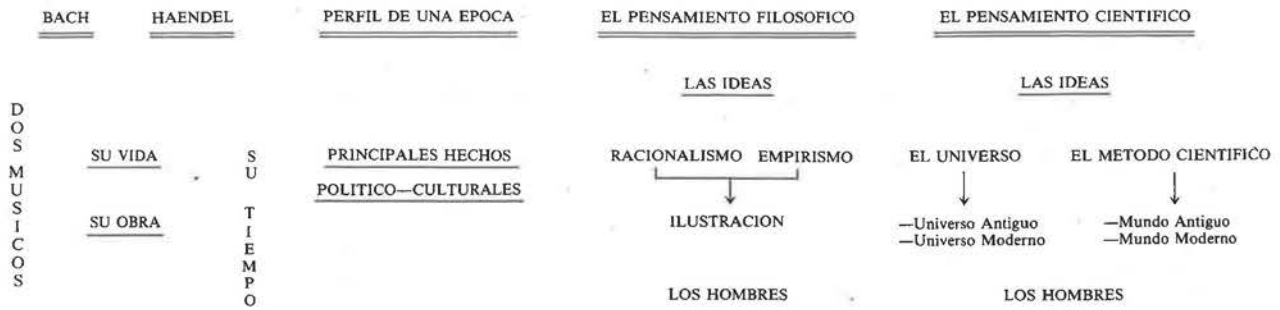 BACH HAENDEL PERFIL DE UNA EPOCA EL PENSAMIENTO FILOSOFICO EL PENSAMIENTO CIENTIFICO
DOS MUSICOS
SU VIDA
SU OBRA
SU TIEMPO
PRINCIPALES HECHOS
POLITICO—CULTURALES
LAS IDEAS
RACIONALISMO EMPIRISMO
ILUSTRACION
LOS HOMBRES
LAS IDEAS
EL UNIVERSO EL METODO CIENTIFICO
—Universo Antiguo —Mundo Antiguo
—Universo Moderno —Mundo Moderno
LOS HOMBRES